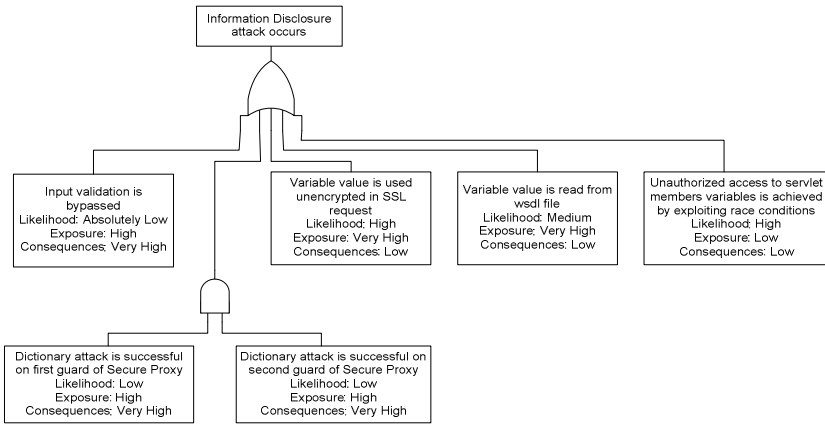 Information Disclosure
attack occurs
Input validation is
bypassed
Likelihood: Absolutely Low
Exposure: High
Consequences: Very High
Variable value is used
unencrypted in SSL
request
Likelihood: High
Exposure: Very High
Consequences: Low
Variable value is read from
wsdl file
Likelihood: Medium
Exposure: Very High
Consequences: Low
Unauthorized access to servlet
members variables is achieved
by exploiting race conditions
Likelihood: High
Exposure: Low
Consequences: Low
Dictionary attack is successful
on first guard of Secure Proxy
Likelihood: Low
Exposure: High
Consequences: Very High
Dictionary attack is successful on
second guard of Secure Proxy
Likelihood: Low
Exposure: High
Consequences: Very High